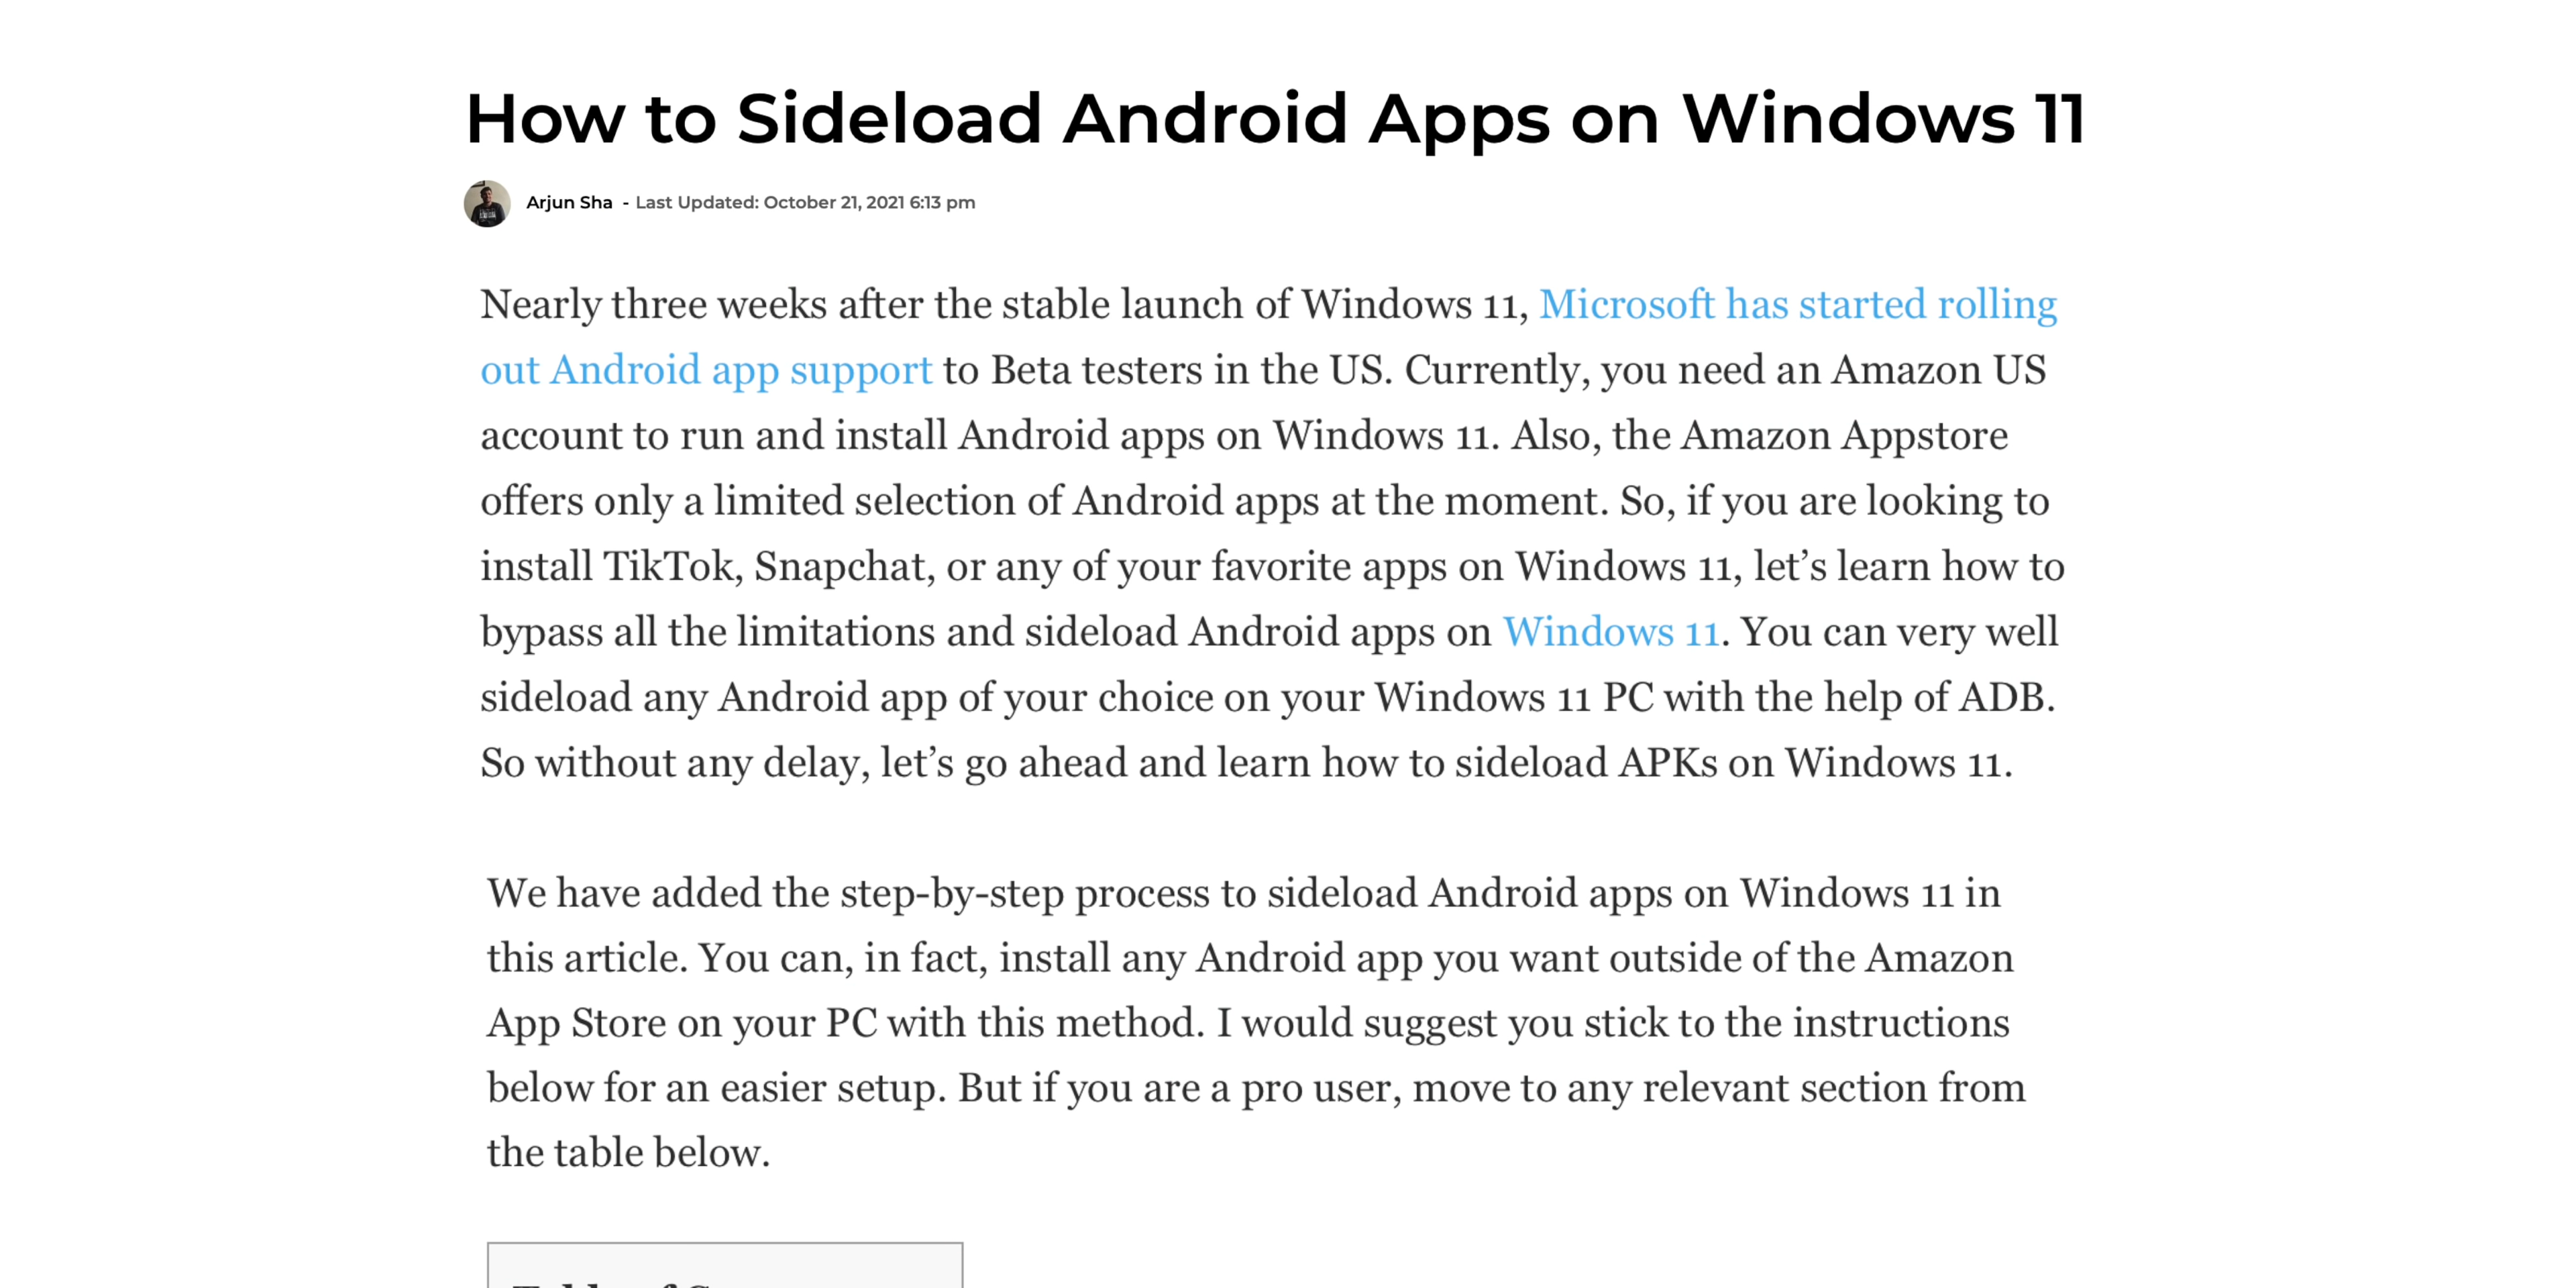 How to Sideload Android Apps on Windows 11
Arjun Sha - Last Updated: October 21, 2021 6:13 pm
Nearly three weeks after the stable launch of Windows 11, Microsoft has started rolling
out Android app support to Beta testers in the US. Currently, you need an Amazon US
account to run and install Android apps on Windows 11. Also, the Amazon Appstore
offers only a limited selection of Android apps at the moment. So, if you are looking to
install TikTok, Snapchat, or any of your favorite apps on Windows 11, let’s learn how to
bypass all the limitations and sideload Android apps on Windows 11. You can very well
sideload any Android app of your choice on your Windows 11 PC with the help of ADB.
So without any delay, let’s go ahead and learn how to sideload APKs on Windows 11.
We have added the step-by-step process to sideload Android apps on Windows 11 in
this article. You can, in fact, install any Android app you want outside of the Amazon
App Store on your PC with this method. I would suggest you stick to the instructions
below for an easier setup. But if you are a pro user, move to any relevant section from
the table below.